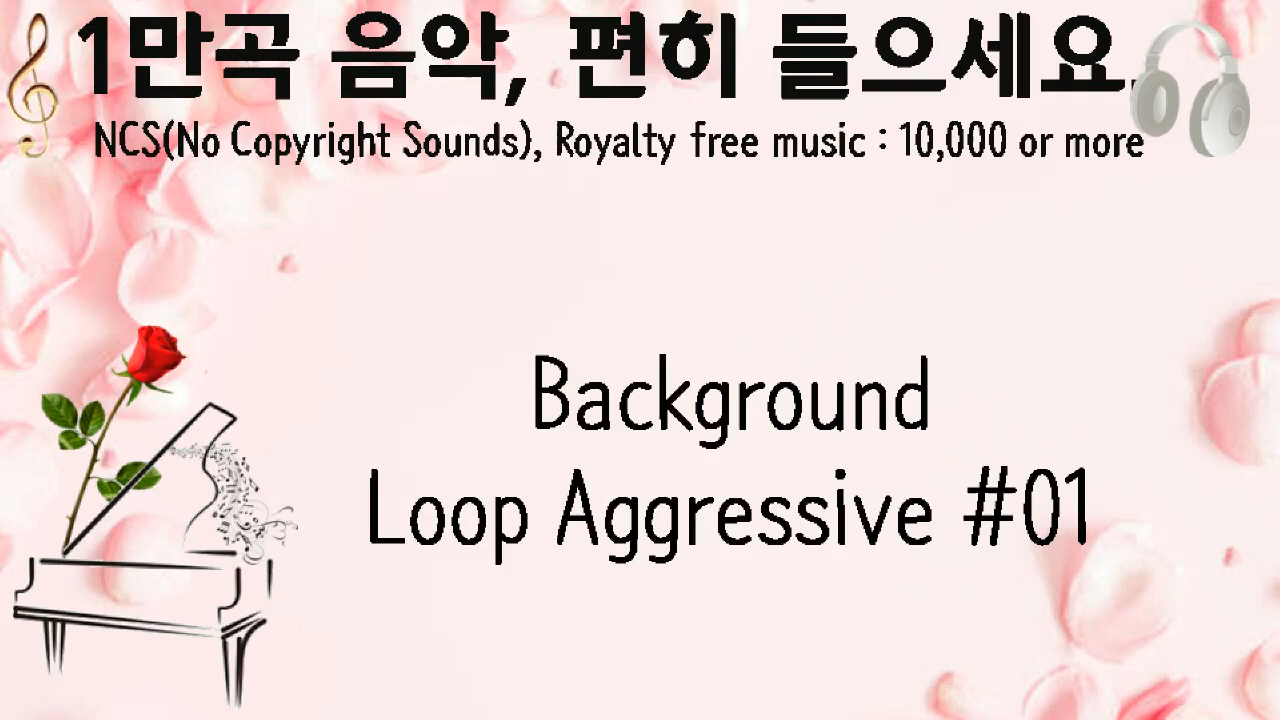 1만곡 음악, 편히 들으세요.
NCS(No Copyright Sounds), Royalty free music : 10,000 or more
Background
Loop Aggressive #01